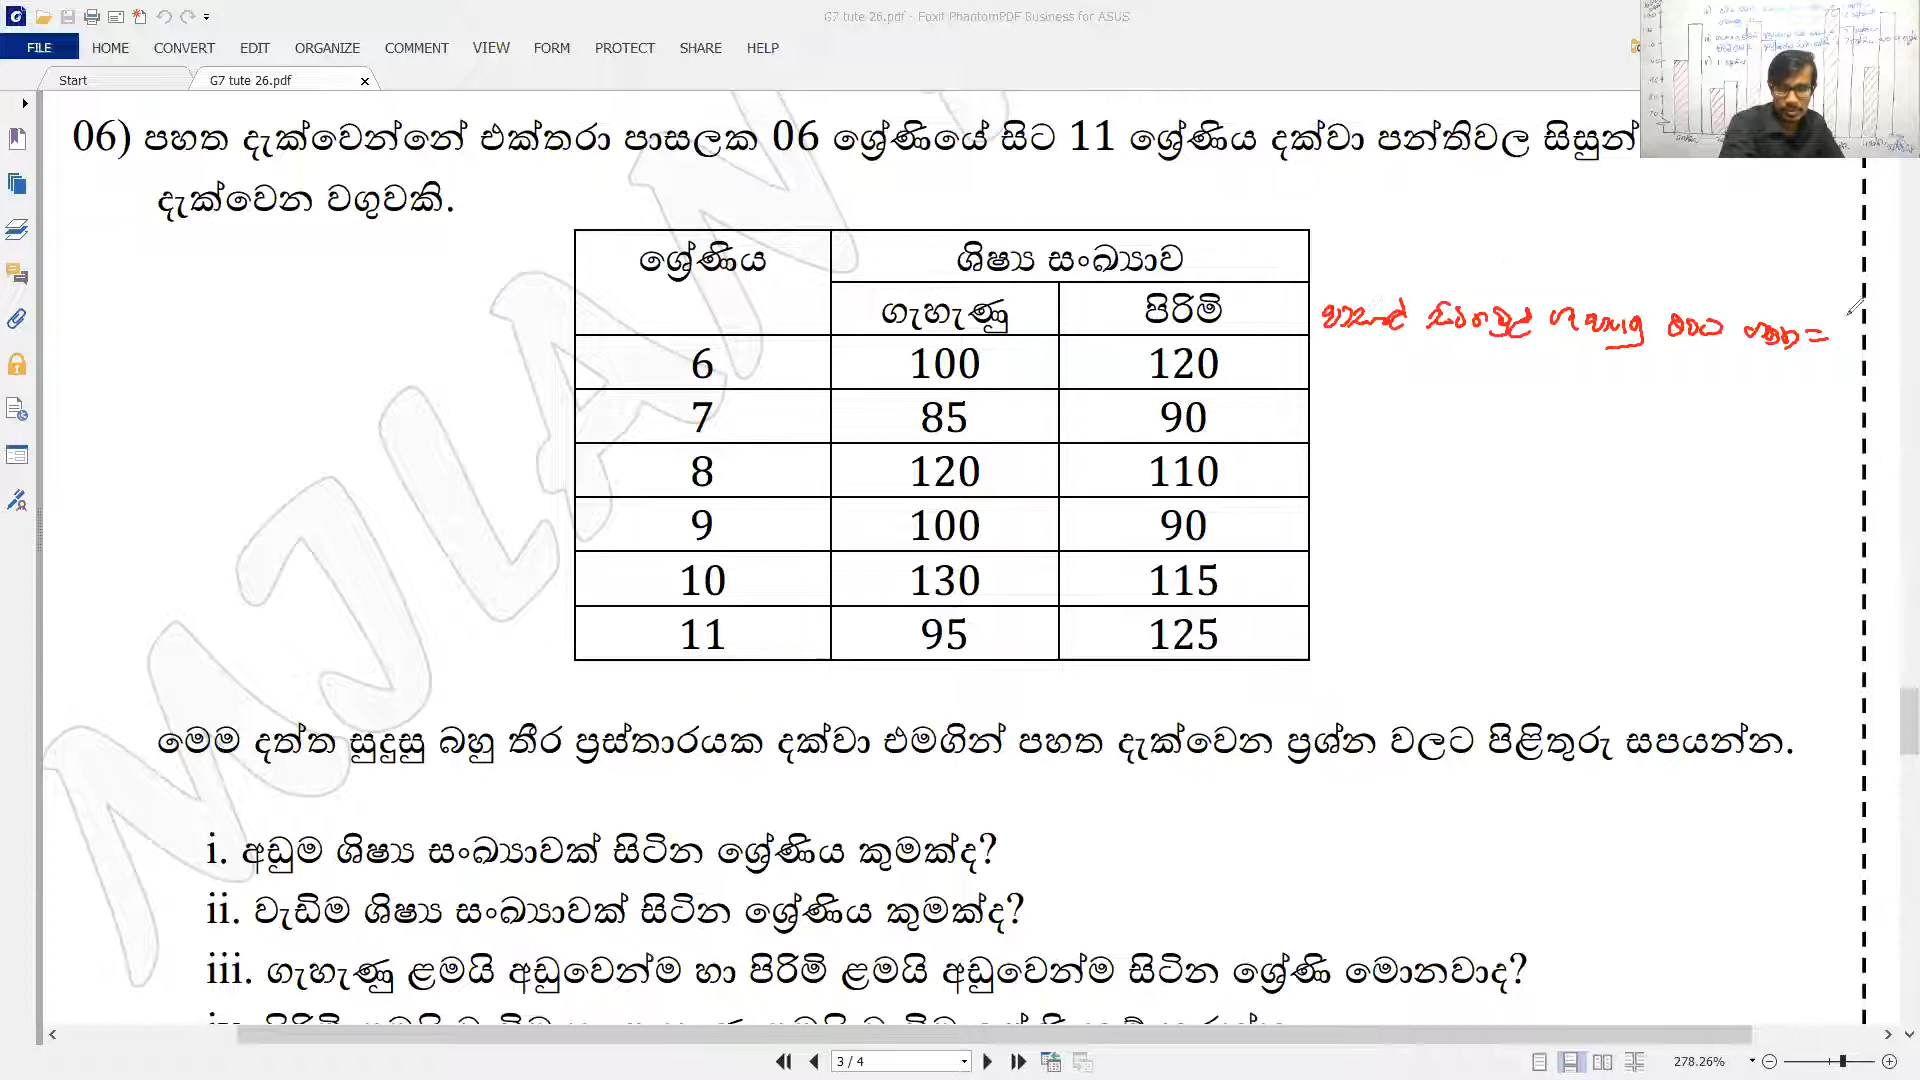 G7 tute 26.pdf - Foxit PhantomPDF Business for ASUS
FILE HOME CONVERT EDIT ORGANIZE COMMENT VIEW FORM PROTECT SHARE HELP
Start G7 tute 26.pdf
06) පහත දැක්වෙන්නේ එක්තරා පාසලක 06 ශ්‍රේණියේ සිට 11 ශ්‍රේණිය දක්වා පන්තිවල සිසුන්
දැක්වෙන වගුවකි.
ශ්‍රේණිය ශිෂ්‍ය සංඛ්‍යාව
ගැහැණු පිරිමි
6 100 120
7 85 90
8 120 110
9 100 90
10 130 115
11 95 125
මෙම දත්ත සුදුසු බහු තීර ප්‍රස්තාරයක දක්වා එමගින් පහත දැක්වෙන ප්‍රශ්න වලට පිළිතුරු සපයන්න.
i. අඩුම ශිෂ්‍ය සංඛ්‍යාවක් සිටින ශ්‍රේණිය කුමක්ද?
ii. වැඩිම ශිෂ්‍ය සංඛ්‍යාවක් සිටින ශ්‍රේණිය කුමක්ද?
iii. ගැහැණු ළමයි අඩුවෙන්ම හා පිරිමි ළමයි අඩුවෙන්ම සිටින ශ්‍රේණි මොනවාද?
MJLAN
3 / 4
278.26%